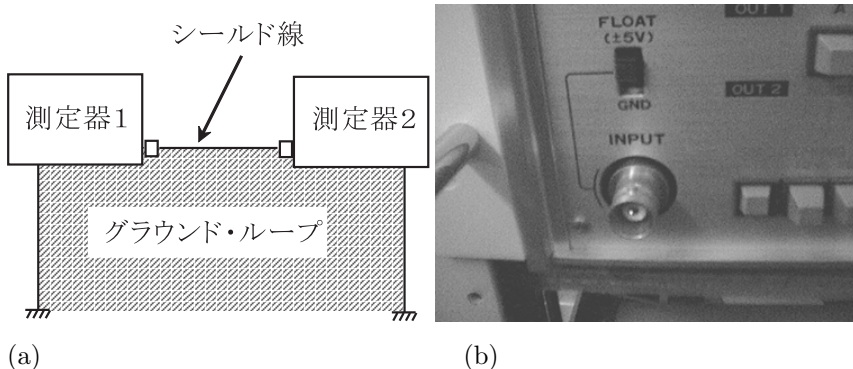 シールド線
測定器1
測定器2
グラウンド・ループ
(a)
FLOAT
(±5V)
GND
INPUT
OUT 1
A
OUT 2
(b)